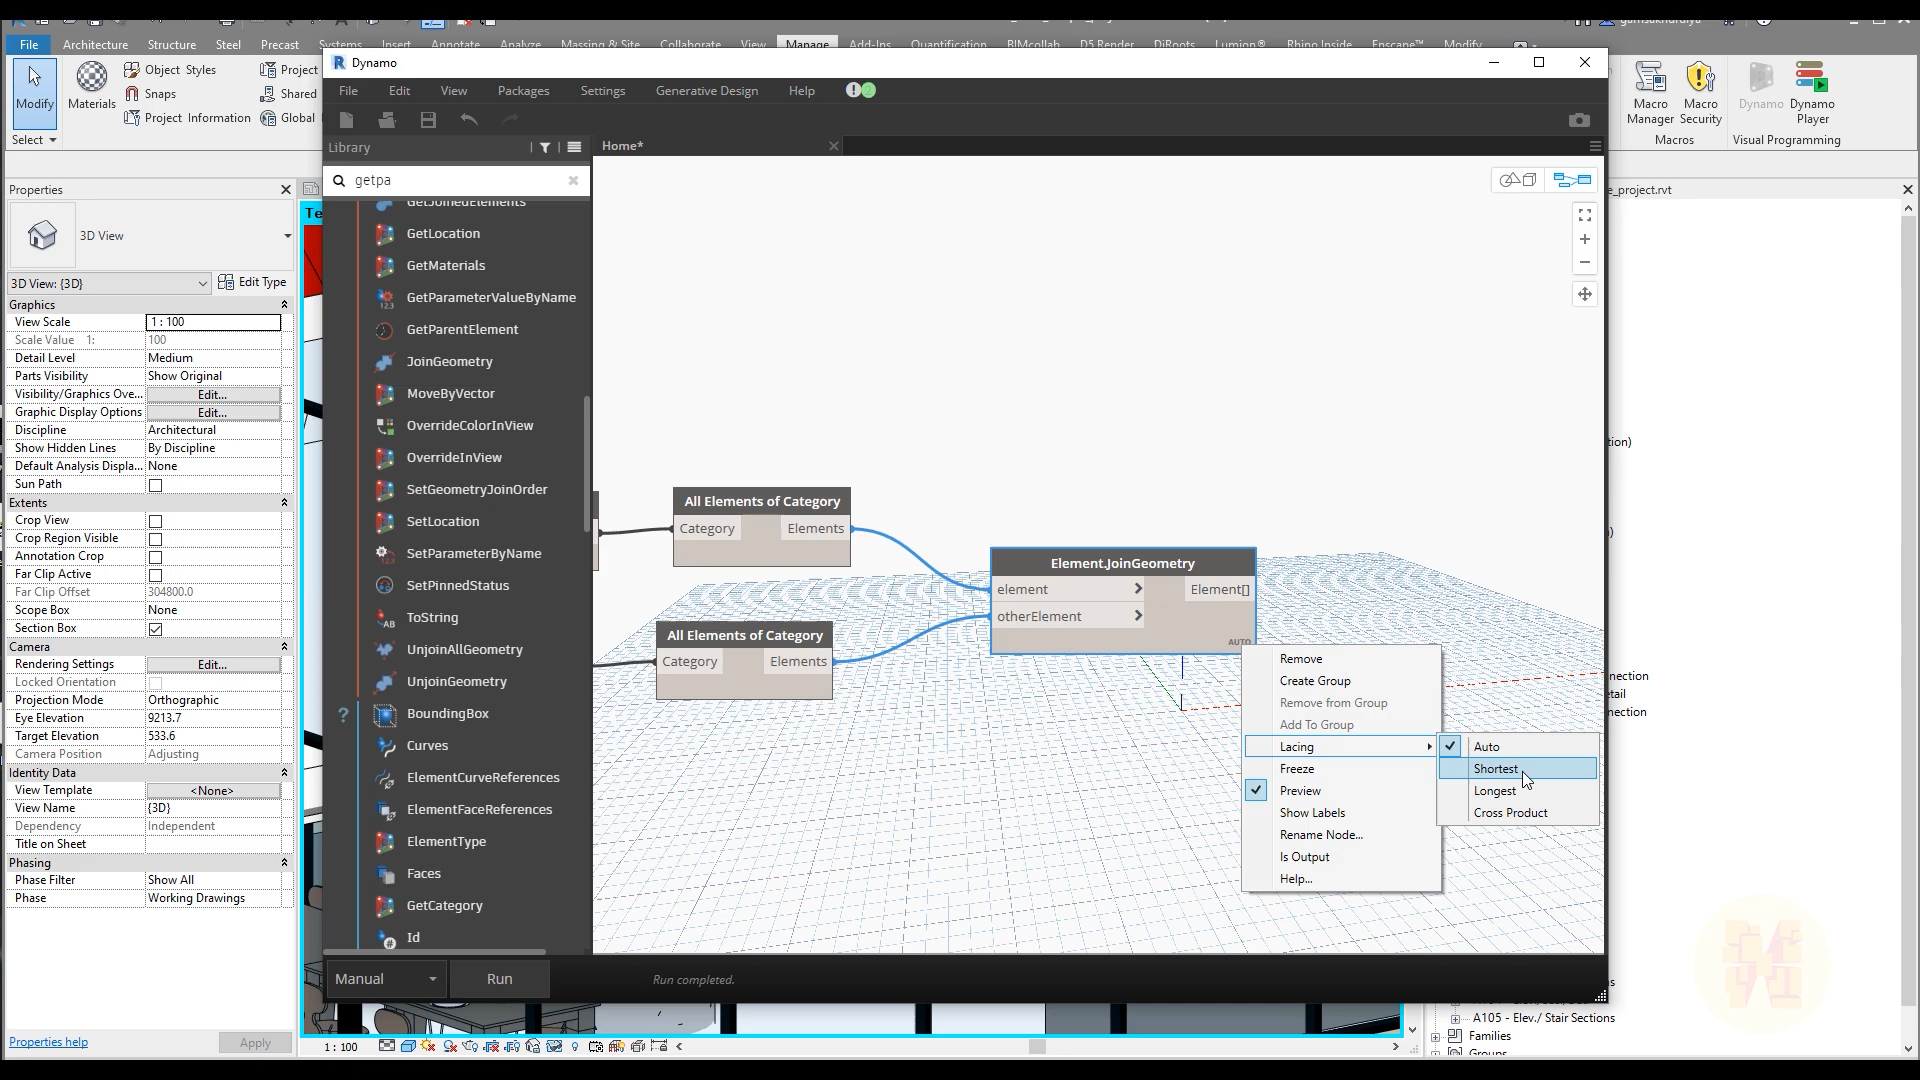 File Architecture Structure Steel Precast Systems Insert Annotate Analyze Massing & Site Collaborate View Manage Add-Ins Quantification BIMcollab D5 Render DiRoots Lumion® Rhino Inside Enscape™ Modify
Modify
Select
Materials
Object Styles
Snaps
Project Information
Project
Shared
Global
Macro Manager
Macro Security
Macros
Dynamo
Dynamo Player
Visual Programming
Dynamo
File Edit View Packages Settings Generative Design Help
Library
Home*
getpa
GetJoinedElements
GetLocation
GetMaterials
GetParameterValueByName
GetParentElement
JoinGeometry
MoveByVector
OverrideColorInView
OverrideInView
SetGeometryJoinOrder
SetLocation
SetParameterByName
SetPinnedStatus
ToString
UnjoinAllGeometry
UnjoinGeometry
?
BoundingBox
Curves
ElementCurveReferences
ElementFaceReferences
ElementType
Faces
GetCategory
Id
Manual
Run
Run completed.
All Elements of Category
Category Elements
All Elements of Category
Category Elements
Element.JoinGeometry
element > Element[]
otherElement >
AUTO
Remove
Create Group
Remove from Group
Add To Group
Lacing
Freeze
Preview
Show Labels
Rename Node...
Is Output
Help...
Auto
Shortest
Longest
Cross Product
Properties
3D View
3D View: {3D}
Edit Type
Graphics
View Scale 1 : 100
Scale Value 1: 100
Detail Level Medium
Parts Visibility Show Original
Visibility/Graphics Ove... Edit...
Graphic Display Options Edit...
Discipline Architectural
Show Hidden Lines By Discipline
Default Analysis Displa... None
Sun Path
Extents
Crop View
Crop Region Visible
Annotation Crop
Far Clip Active
Far Clip Offset 304800.0
Scope Box None
Section Box
Camera
Rendering Settings Edit...
Locked Orientation
Projection Mode Orthographic
Eye Elevation 9213.7
Target Elevation 533.6
Camera Position Adjusting
Identity Data
View Template <None>
View Name {3D}
Dependency Independent
Title on Sheet
Phasing
Phase Filter Show All
Phase Working Drawings
Properties help
Apply
Te
e_project.rvt
tion)
)
nection
tail
nection
A105 - Elev./ Stair Sections
Families
Groups
1 : 100